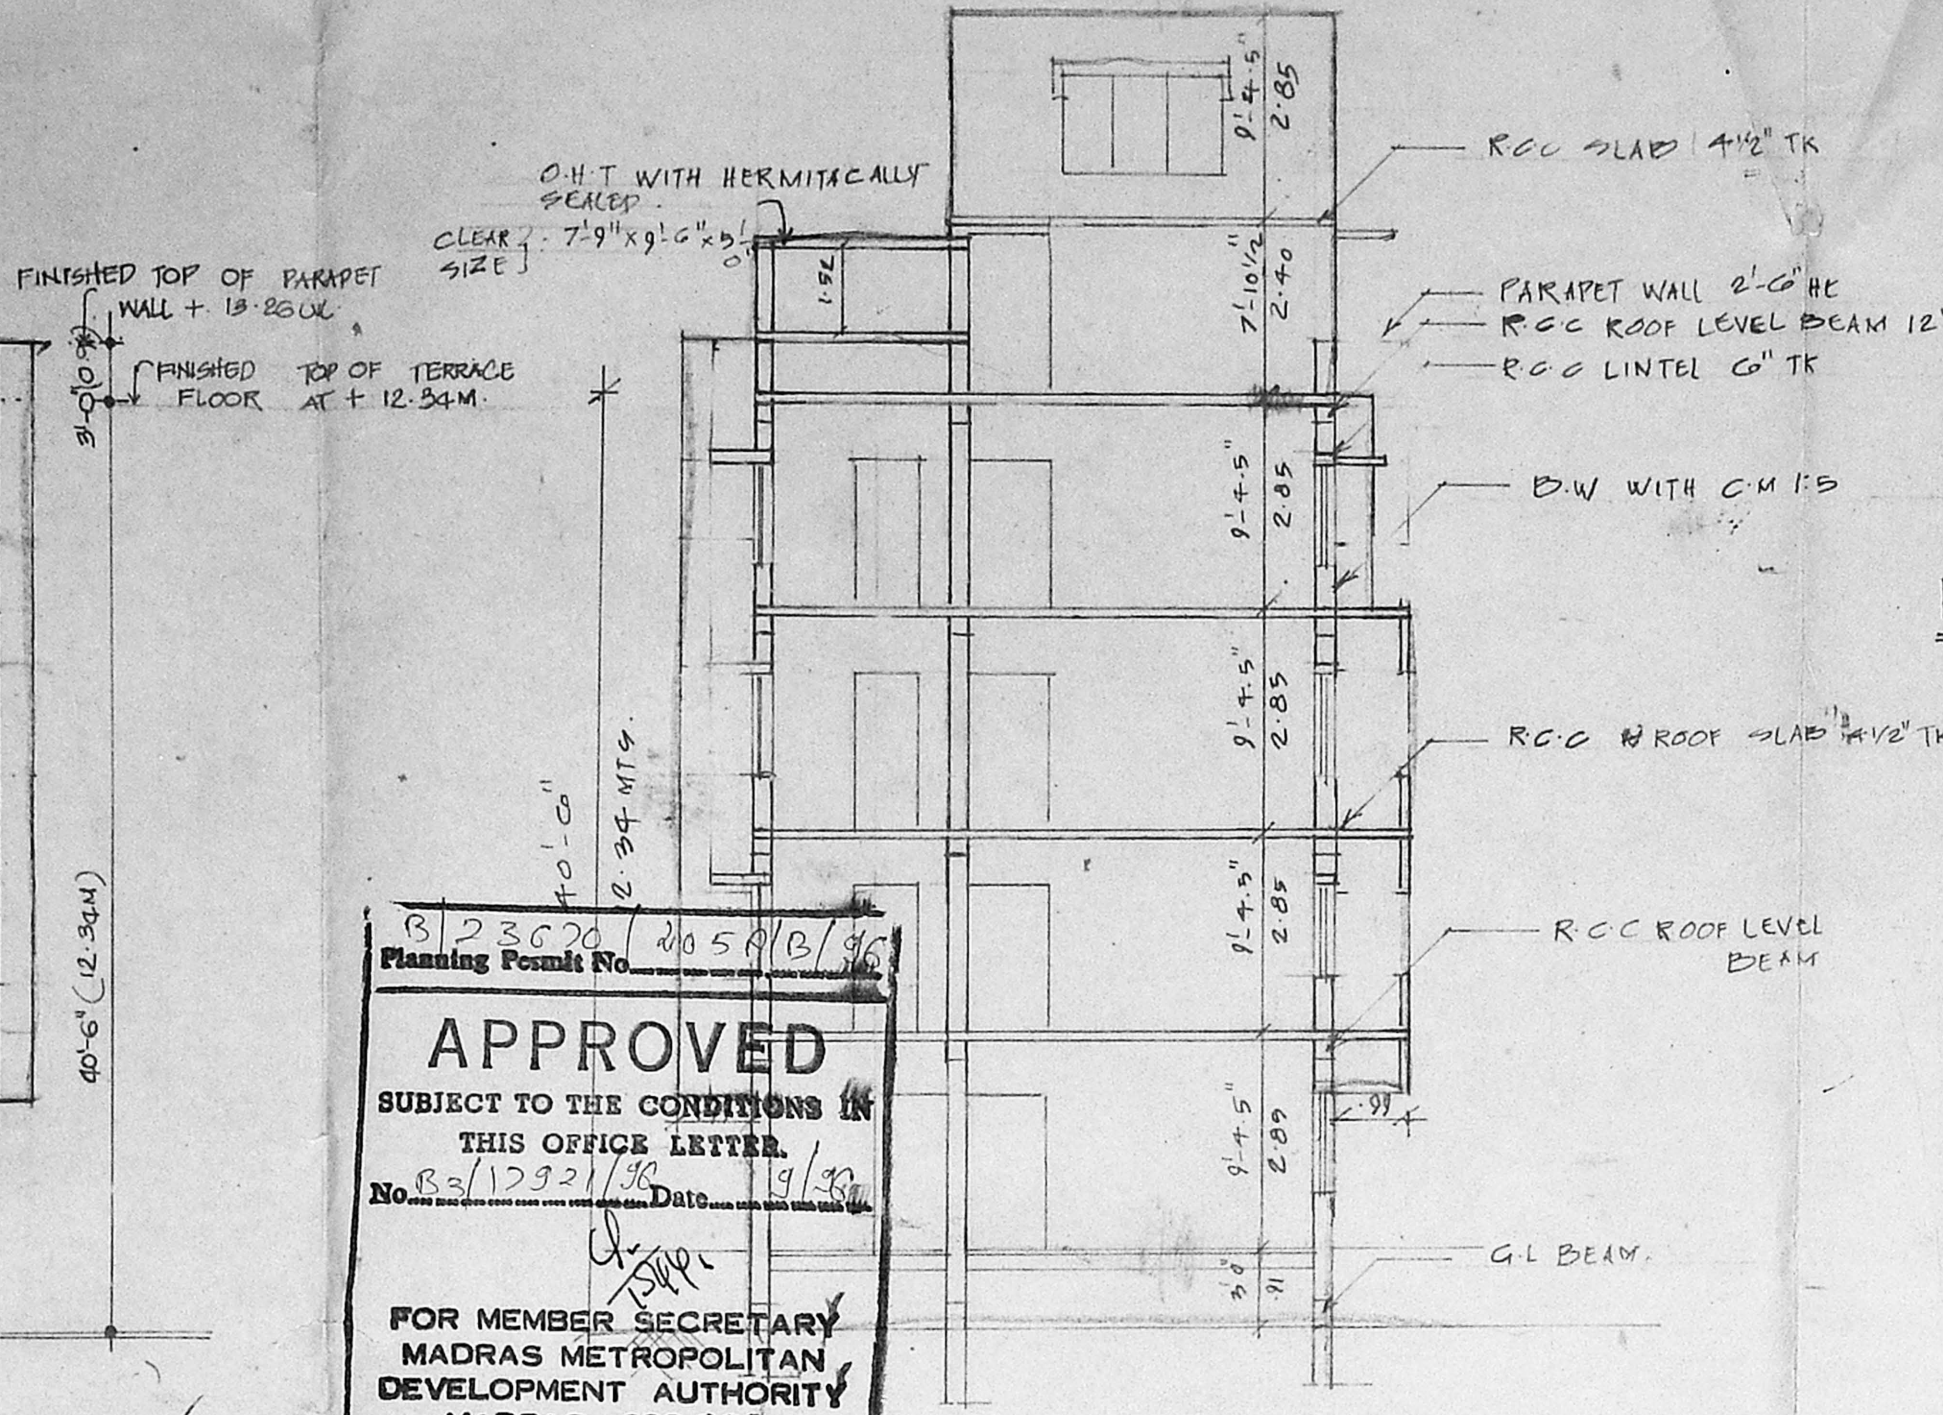 9'-4.5"
2.85
R.C.C SLAB 4½" TK
O.H.T WITH HERMITACALLY
SEALED.
CLEAR SIZE } : 7'-9" X 9'-6" X 5'-0"
1.52
7'-10½"
2.40
FINISHED TOP OF PARAPET
WALL +. 13.26
3'-0"
FINISHED TOP OF TERRACE
FLOOR AT + 12.34M.
PARAPET WALL 2'-6" HE
R.C.C ROOF LEVEL BEAM 12"
R.C.C LINTEL 6" TK
9'-4.5"
2.85
B.W WITH C.M 1:5
9'-4.5"
2.85
R.C.C ROOF SLAB 4½" TK
40'-6"
2.34 MTS.
9'-4.5"
2.85
R.C.C ROOF LEVEL
BEAM
40'-6" (12.34M)
B/23670/205A/B/96
Planning Permit No
APPROVED
SUBJECT TO THE CONDITIONS IN
THIS OFFICE LETTER.
No. B3/17921/96 Date 9/96
FOR MEMBER SECRETARY
MADRAS METROPOLITAN
DEVELOPMENT AUTHORITY
.99
9'-4.5"
2.85
3'0"
.91
G.L BEAM.